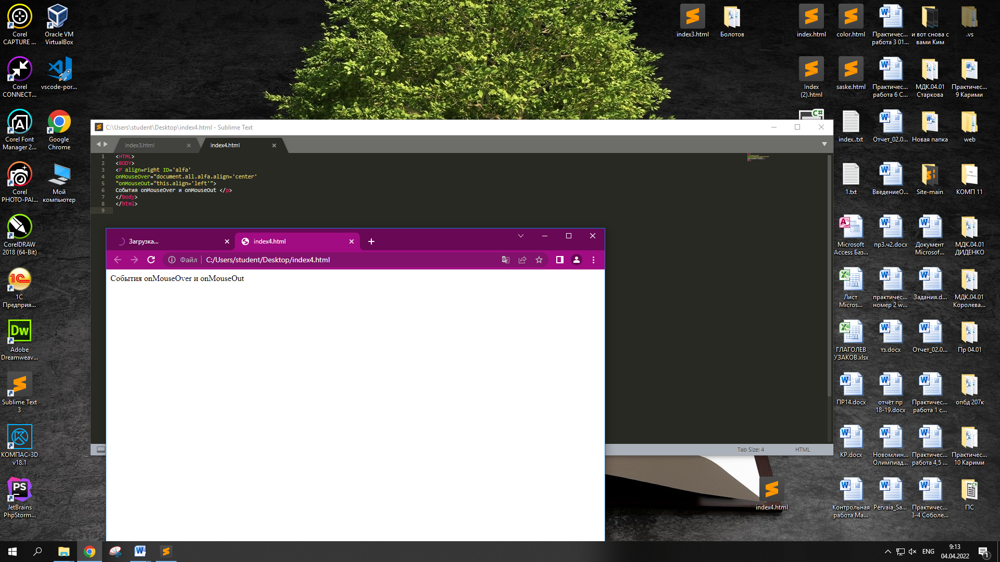 Corel
CAPTURE ...
Oracle VM
VirtualBox
Corel
CONNECT...
vscode-por...
Corel Font
Manager 2...
Google
Chrome
Corel
PHOTO-PAI...
Мой
компьютер
CorelDRAW
2018 (64-Bit)
1C
Предприя...
Dw
Adobe
Dreamweav...
Sublime Text
3
КОМПАС-3D
v18.1
PS
JetBrains
PhpStorm...
index3.html
Болотов
index.html
color.html
Практичес...
работа 3 01...
и вот снова с
вами Ким
.vs
Index
(2).html
saske.html
Практичес...
работа 6 С...
МДК.04.01
Старкова
Практичес...
9 Карими
C#
index..txt
Отчет_02.0...
Новая папка
web
1.txt
ВведениеО...
Site-main
КОМП 11
Microsoft
Access Баз...
пр3.ч2.docx
Документ
Microsof...
МДК.04.01
ДИДЕНКО
Лист
Micros...
практичес...
номер 2 w...
Задания.d...
МДК.04.01
Королева...
ГЛАГОЛЕВ
УЗАКОВ.xlsx
тз.docx
Отчет_02.0...
Пр 04.01
ПР14.docx
отчёт пр
18-19.docx
Практичес...
работа 1 с...
опбд 207к
КР.docx
Новомлин...
Олимпиад...
Практичес...
работа 4,5 ...
Практичес...
10 Карими
index4.html
Контрольная
работа Ма...
Pervaia_Sa...
Практичес...
3-4 Соболе...
ПС
C:\Users\student\Desktop\index4.html - Sublime Text
index3.html
index4.html
1 <HTML>
2 <BODY>
3 <P align=right ID='alfa'
4 onMouseOver="document.all.alfa.align='center'
5 "onMouseOut="this.align='left'">
6 События onMouseOver и onMouseOut </p>
7 </body>
8 </html>
9
Tab Size: 4
HTML
Загрузка...
index4.html
Файл
C:/Users/student/Desktop/index4.html
События onMouseOver и onMouseOut
ENG
9:13
04.04.2022
1